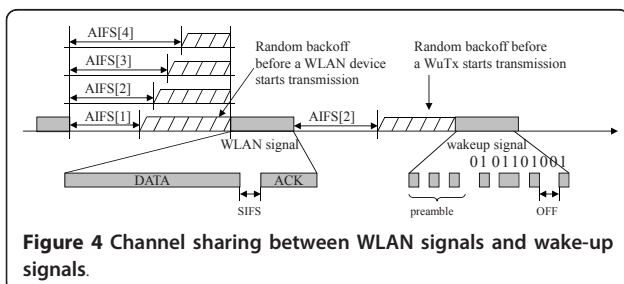 AIFS[4]
AIFS[3]
AIFS[2]
AIFS[1]
Random backoff
before a WLAN device
starts transmission
Random backoff before
a WuTx starts transmission
AIFS[2]
WLAN signal
wakeup signal
01 01101001
DATA
ACK
SIFS
preamble
OFF
Figure 4 Channel sharing between WLAN signals and wake-up
signals.